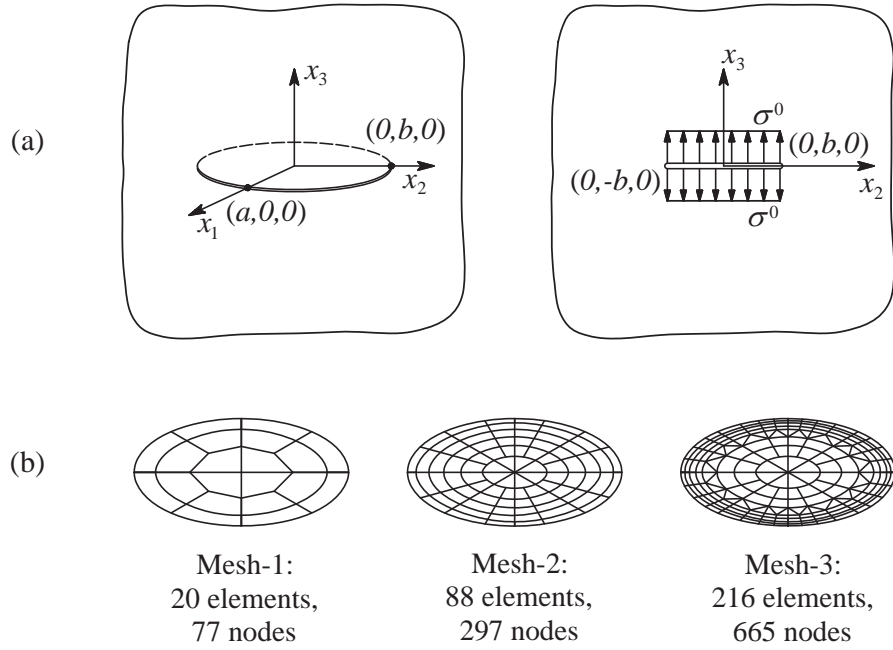 (a)
x3
(0,b,0)
x2
(a,0,0)
x1
x3
σ0
(0,b,0)
(0,-b,0)
x2
σ0
(b)
Mesh-1:
20 elements,
77 nodes
Mesh-2:
88 elements,
297 nodes
Mesh-3:
216 elements,
665 nodes